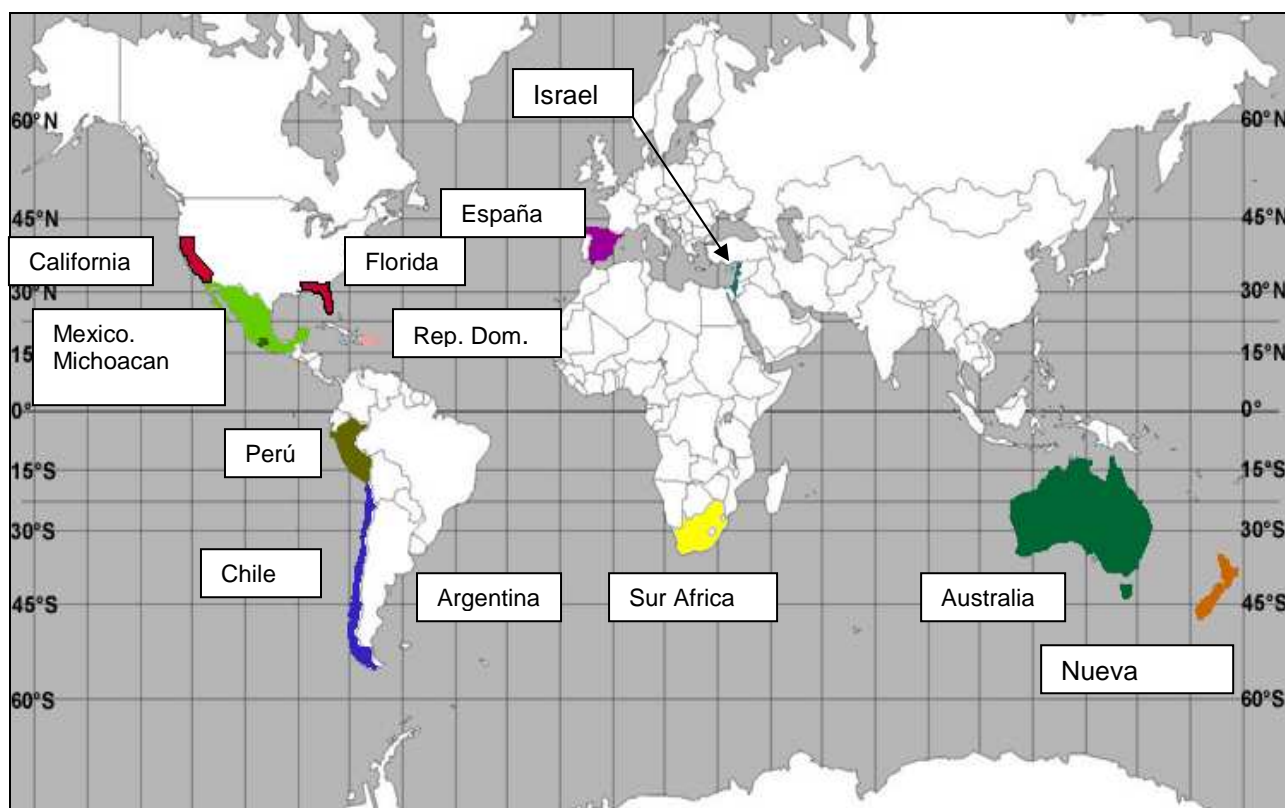 Israel
60°N
60°N
España
45°N
45°N
California
Florida
30°N
30°N
Mexico.
Michoacan
Rep. Dom.
15
15°N
0°
0°
Perú
15°S
15°S
30°S
30°S
Chile
Argentina
Sur Africa
Australia
45°S
45°S
Nueva
60°S
60°S